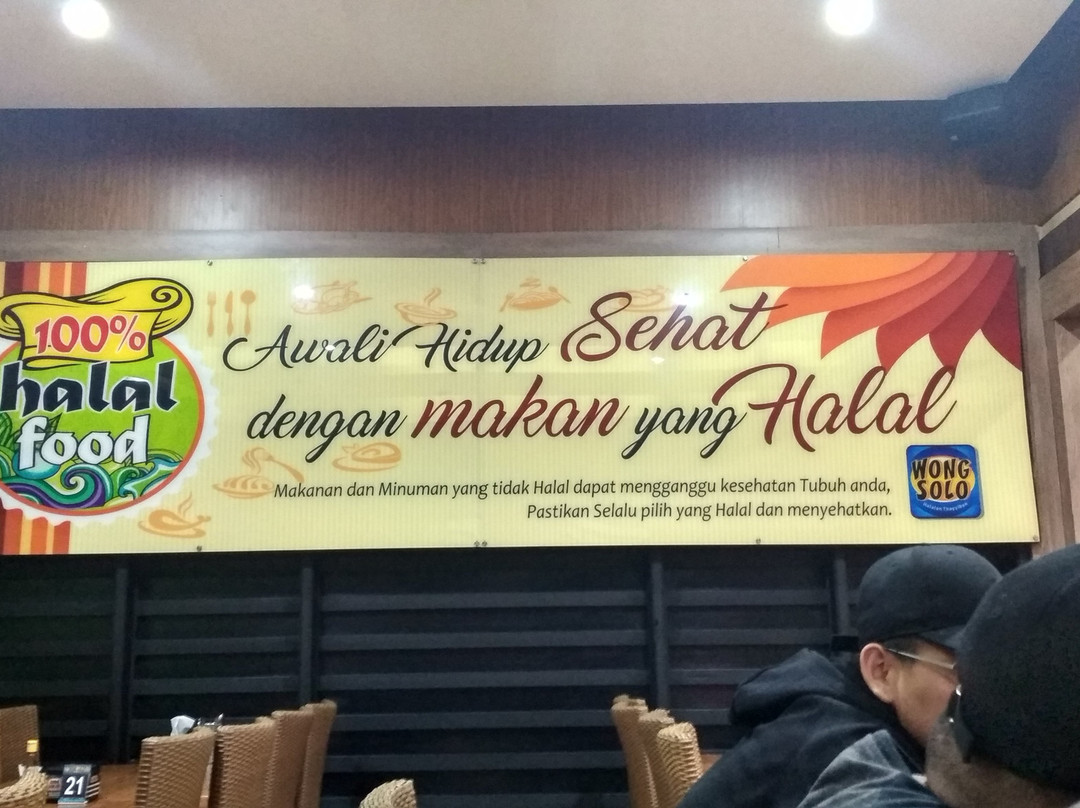 100%
halal
food
Awali Hidup Sehat
dengan makan yang Halal
Makanan dan Minuman yang tidak Halal dapat mengganggu kesehatan Tubuh anda,
Pastikan Selalu pilih yang Halal dan menyehatkan.
WONG
SOLO
21